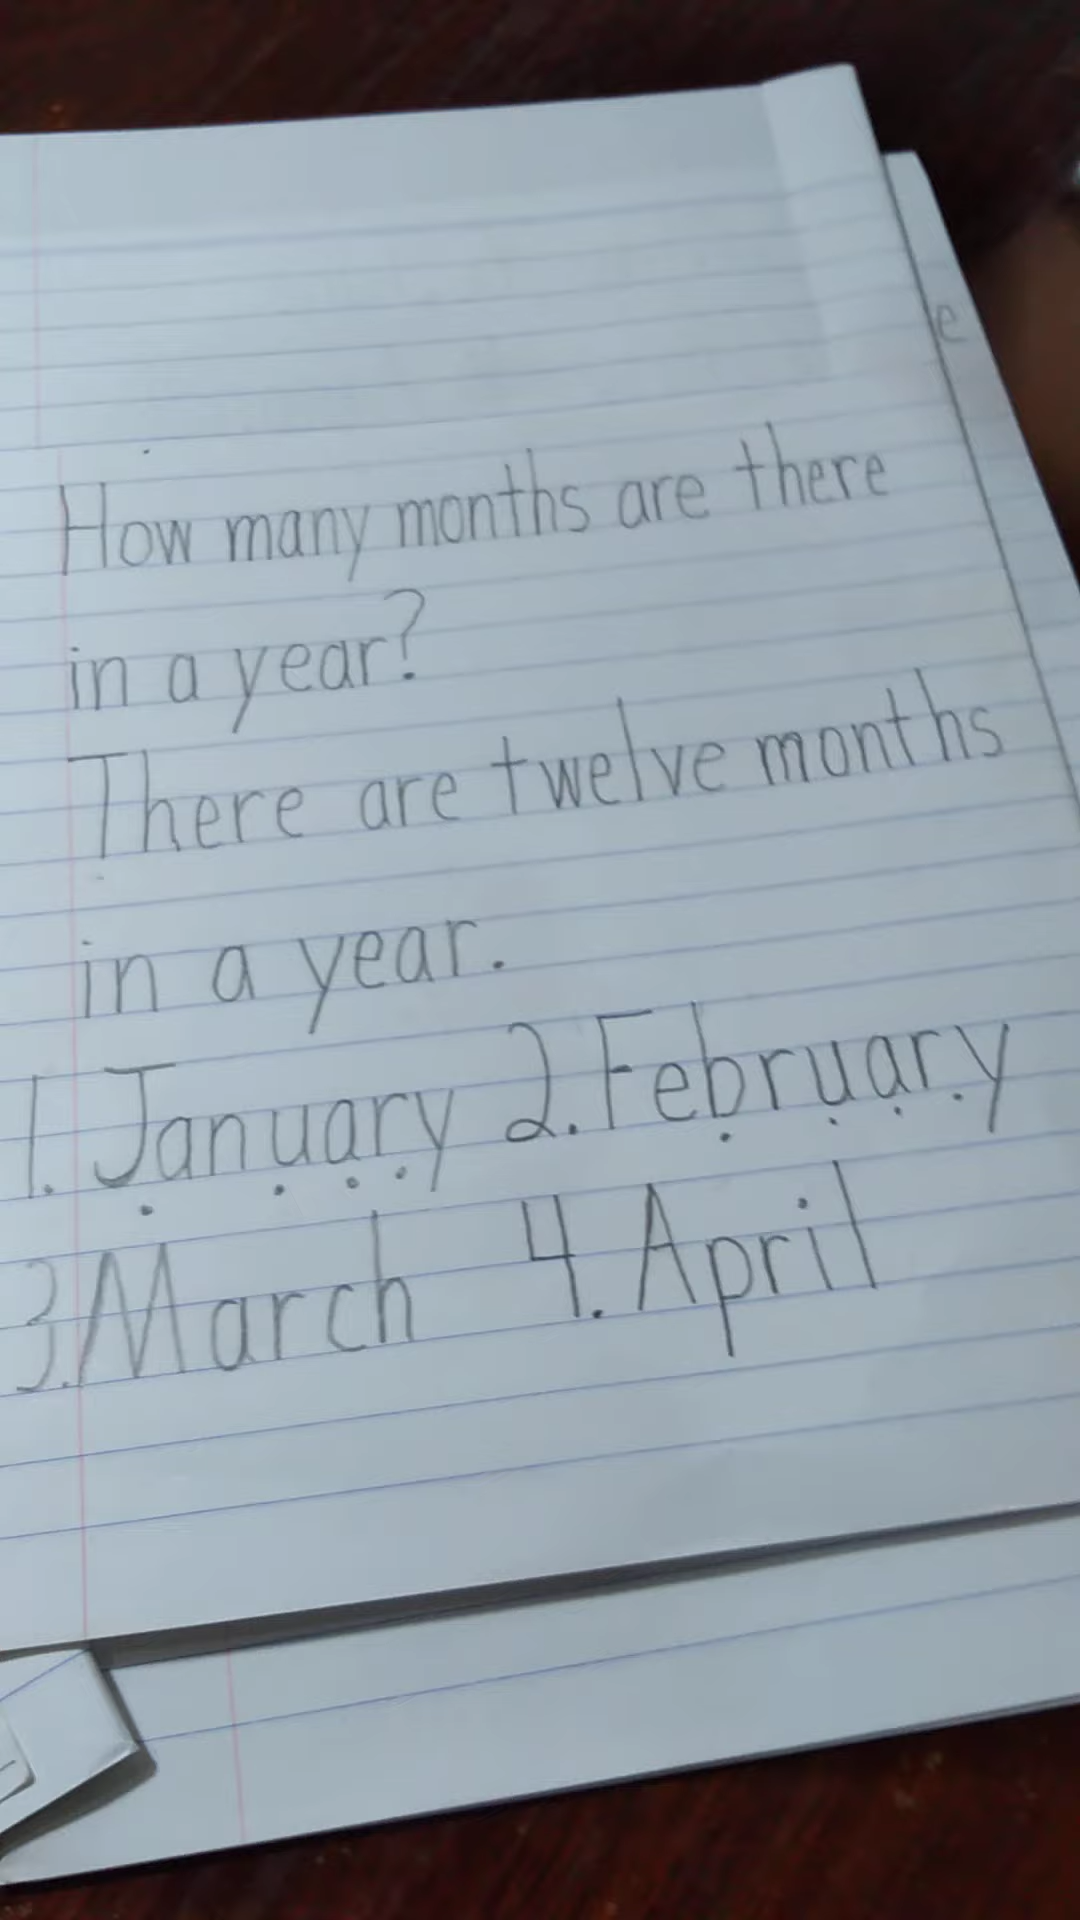 How many months are there
in a year?
There are twelve months
in a year.
1. January 2. February
3. March 4. April
e